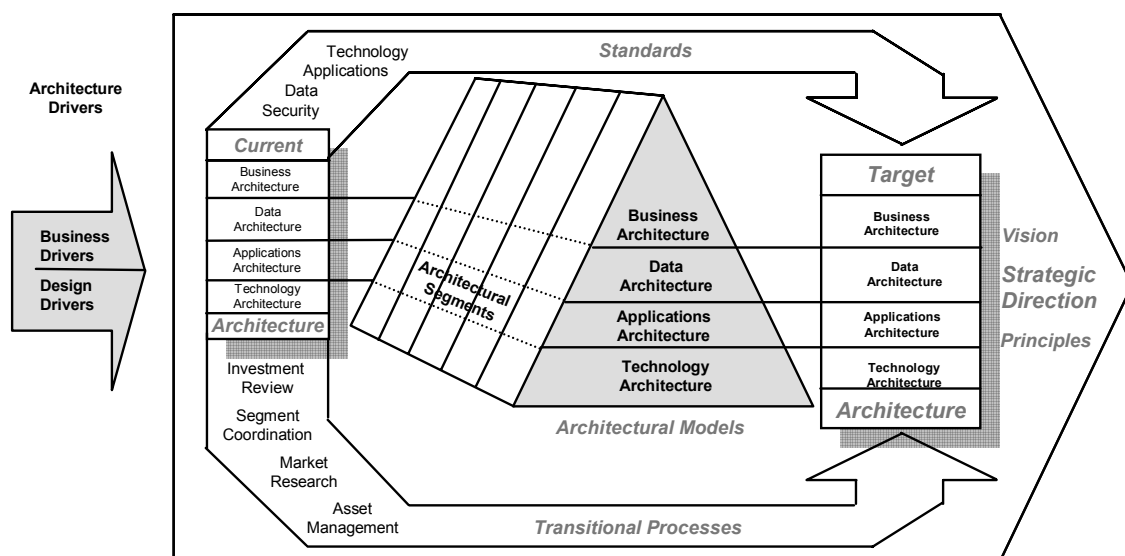 Architecture
Drivers
Business
Drivers
Design
Drivers
Technology
Applications
Data
Security
Standards
Current
Business
Architecture
Data
Architecture
Applications
Architecture
Technology
Architecture
Architecture
Investment
Review
Segment
Coordination
Market
Research
Asset
Management
Transitional Processes
Architectural
Segments
Business
Architecture
Data
Architecture
Applications
Architecture
Technology
Architecture
Architectural Models
Target
Business
Architecture
Data
Architecture
Applications
Architecture
Technology
Architecture
Architecture
Vision
Strategic
Direction
Principles